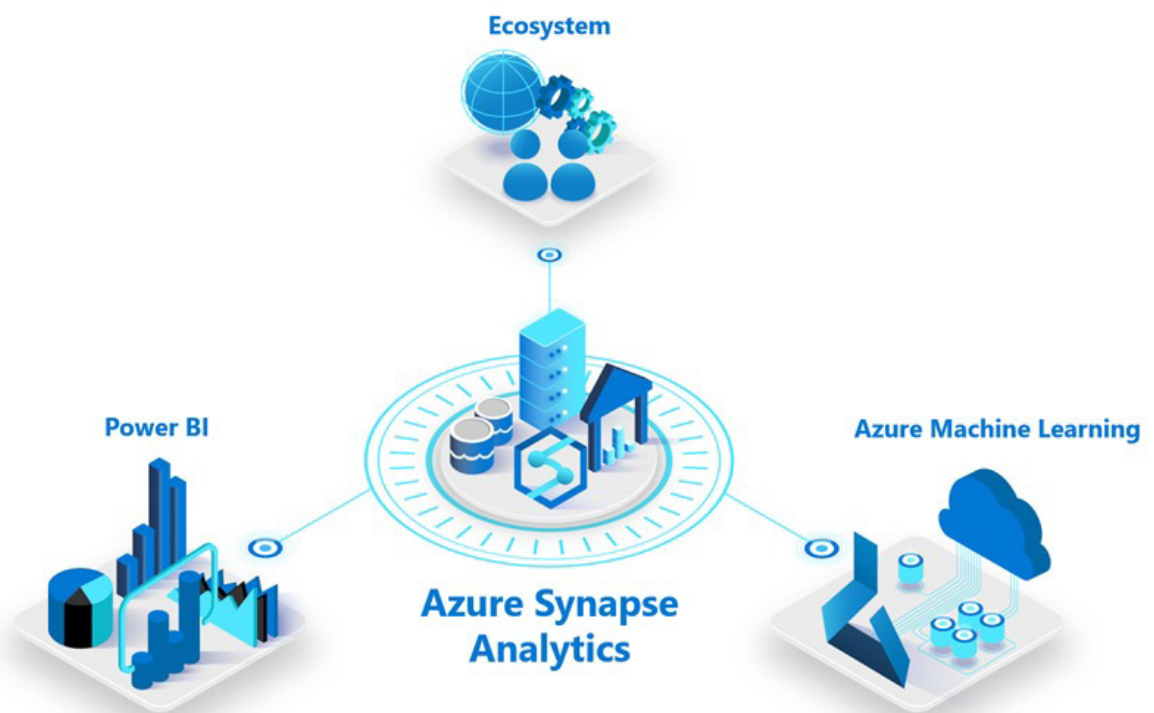 Ecosystem
Power BI
Azure Machine Learning
Azure Synapse
Analytics